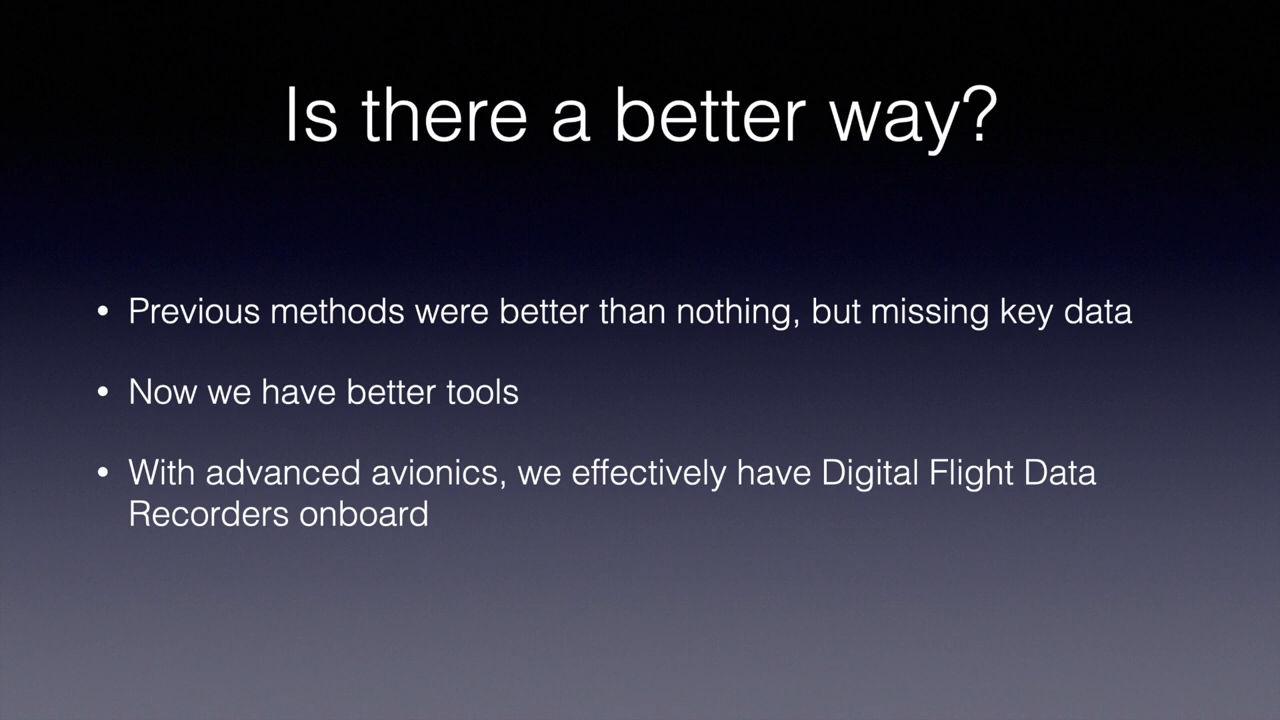 Is there a better way?
• Previous methods were better than nothing, but missing key data
• Now we have better tools
• With advanced avionics, we effectively have Digital Flight Data
Recorders onboard